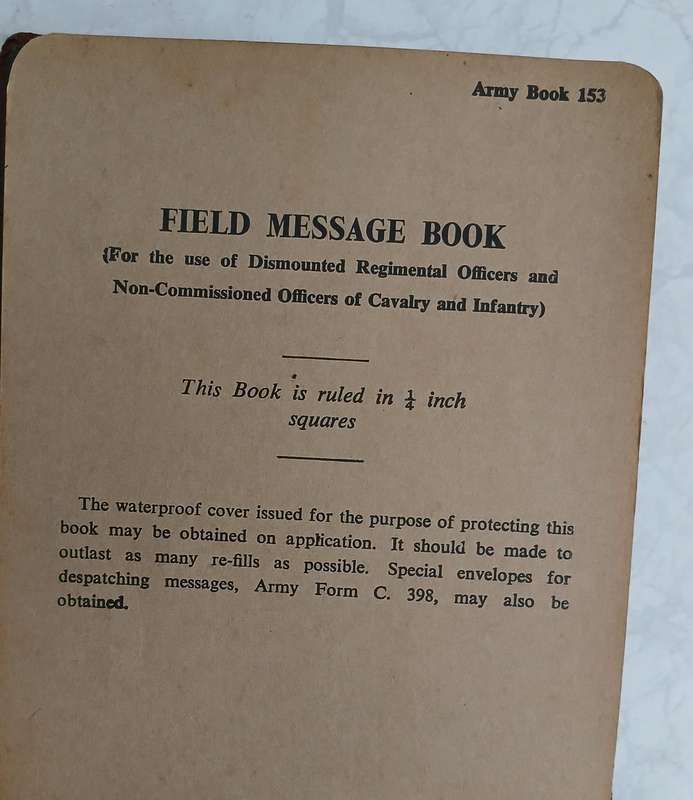 Army Book 153
FIELD MESSAGE BOOK
(For the use of Dismounted Regimental Officers and
Non-Commissioned Officers of Cavalry and Infantry)
This Book is ruled in ¼ inch
squares
The waterproof cover issued for the purpose of protecting this
book may be obtained on application. It should be made to
outlast as many re-fills as possible. Special envelopes for
despatching messages, Army Form C. 398, may also be
obtained.